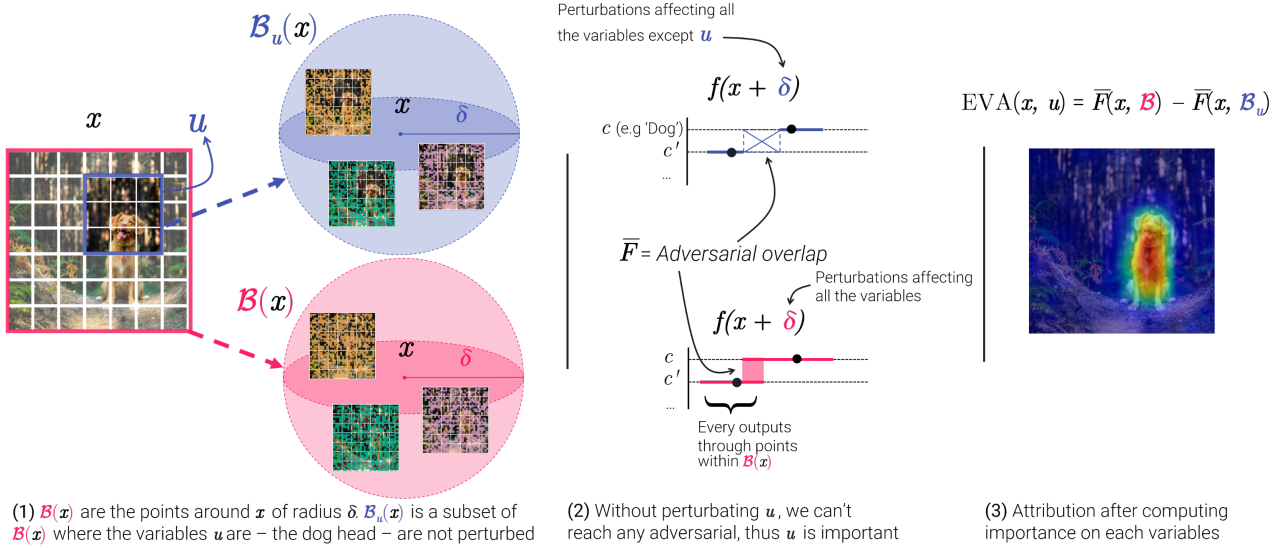 x
u
ℬᵤ(x)
x
δ
ℬ(x)
x
δ
(1) ℬ(x) are the points around x of radius δ. ℬᵤ(x) is a subset of
ℬ(x) where the variables u are – the dog head – are not perturbed
Perturbations affecting all
the variables except u
f(x + δ)
c (e.g 'Dog')
c'
...
F̅ = Adversarial overlap
Perturbations affecting
all the variables
f(x + δ)
c
c'
...
Every outputs
through points
within ℬ(x)
(2) Without perturbating u, we can't
reach any adversarial, thus u is important
EVA(x, u) = F̅(x, ℬ) − F̅(x, ℬᵤ)
(3) Attribution after computing
importance on each variables